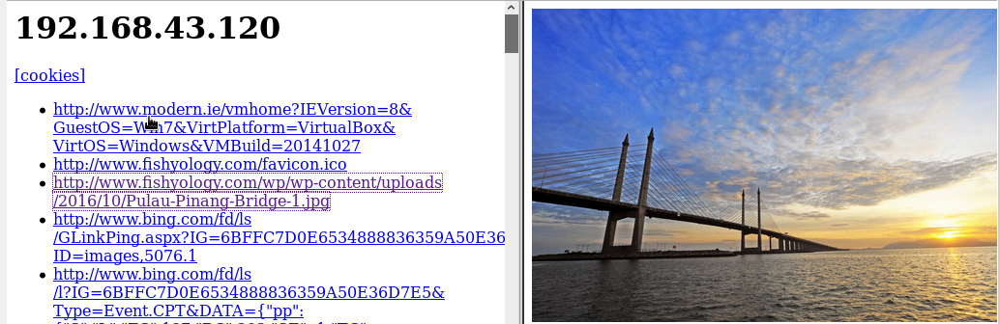 192.168.43.120
[cookies]
http://www.modern.ie/vmhome?IEVersion=8&
GuestOS=Win7&VirtPlatform=VirtualBox&
VirtOS=Windows&VMBuild=20141027
http://www.fishyology.com/favicon.ico
http://www.fishyology.com/wp/wp-content/uploads
/2016/10/Pulau-Pinang-Bridge-1.jpg
http://www.bing.com/fd/ls
/GLinkPing.aspx?IG=6BFFC7D0E6534888836359A50E36
ID=images,5076.1
http://www.bing.com/fd/ls
/l?IG=6BFFC7D0E6534888836359A50E36D7E5&
Type=Event.CPT&DATA={"pp":